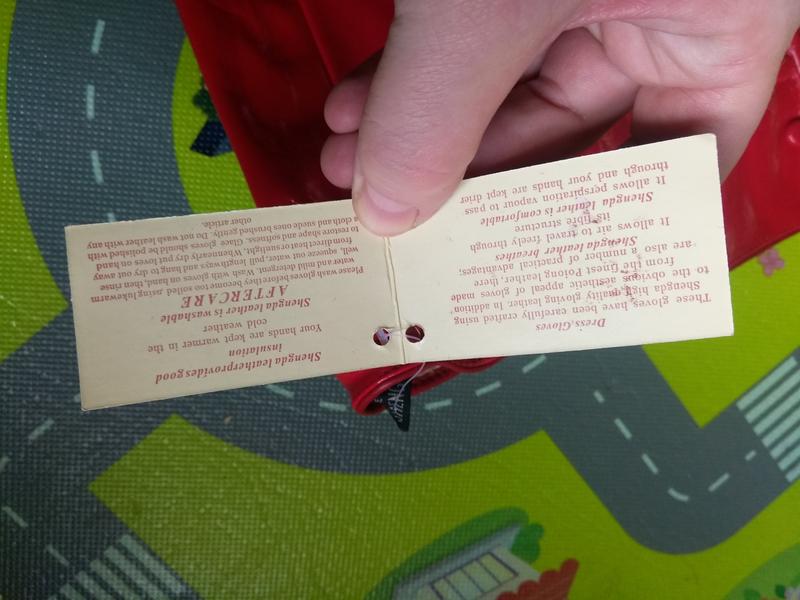 Dress Gloves
These gloves have been carefully crafted using
Shengda high quality gloving leather. In addition
to the obvious aesthetic appeal of gloves made
from the finest Poiong leather, there
are also a number of practical advantages;
Shengda leather breathes
It allows air to travel freely through
its fibre structure
Shengda leather is comfortable
It allows perspiration vapour to pass
through and your hands are kept drier
Shengda leatherprovides good
insulation
Your hands are kept warmer in the
cold weather
Shengda leather is washable
AFTERCARE
Please wash gloves before they become too soiled ,using lukewarm
water and mild detergent. Wash with gloves on hand, then rinse
well, squeeze out water, pull lengthways and hang to dry out way
from direct heat or sunlight. When nearly dry put gloves on hand
to restore shape and softness. Glace gloves should be polished with
a cloth and suede ones brushed gently. Do not wash leather with any
other article.